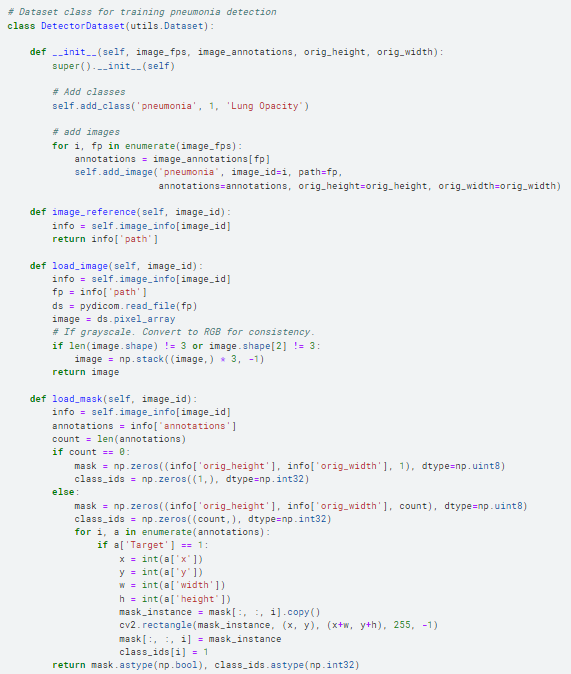 # Dataset class for training pneumonia detection
class DetectorDataset(utils.Dataset):

    def __init__(self, image_fps, image_annotations, orig_height, orig_width):
        super().__init__(self)

        # Add classes
        self.add_class('pneumonia', 1, 'Lung Opacity')

        # add images
        for i, fp in enumerate(image_fps):
            annotations = image_annotations[fp]
            self.add_image('pneumonia', image_id=i, path=fp,
                           annotations=annotations, orig_height=orig_height, orig_width=orig_width)

    def image_reference(self, image_id):
        info = self.image_info[image_id]
        return info['path']

    def load_image(self, image_id):
        info = self.image_info[image_id]
        fp = info['path']
        ds = pydicom.read_file(fp)
        image = ds.pixel_array
        # If grayscale. Convert to RGB for consistency.
        if len(image.shape) != 3 or image.shape[2] != 3:
            image = np.stack((image,) * 3, -1)
        return image

    def load_mask(self, image_id):
        info = self.image_info[image_id]
        annotations = info['annotations']
        count = len(annotations)
        if count == 0:
            mask = np.zeros((info['orig_height'], info['orig_width'], 1), dtype=np.uint8)
            class_ids = np.zeros((1,), dtype=np.int32)
        else:
            mask = np.zeros((info['orig_height'], info['orig_width'], count), dtype=np.uint8)
            class_ids = np.zeros((count,), dtype=np.int32)
            for i, a in enumerate(annotations):
                if a['Target'] == 1:
                    x = int(a['x'])
                    y = int(a['y'])
                    w = int(a['width'])
                    h = int(a['height'])
                    mask_instance = mask[:, :, i].copy()
                    cv2.rectangle(mask_instance, (x, y), (x+w, y+h), 255, -1)
                    mask[:, :, i] = mask_instance
                    class_ids[i] = 1
        return mask.astype(np.bool), class_ids.astype(np.int32)